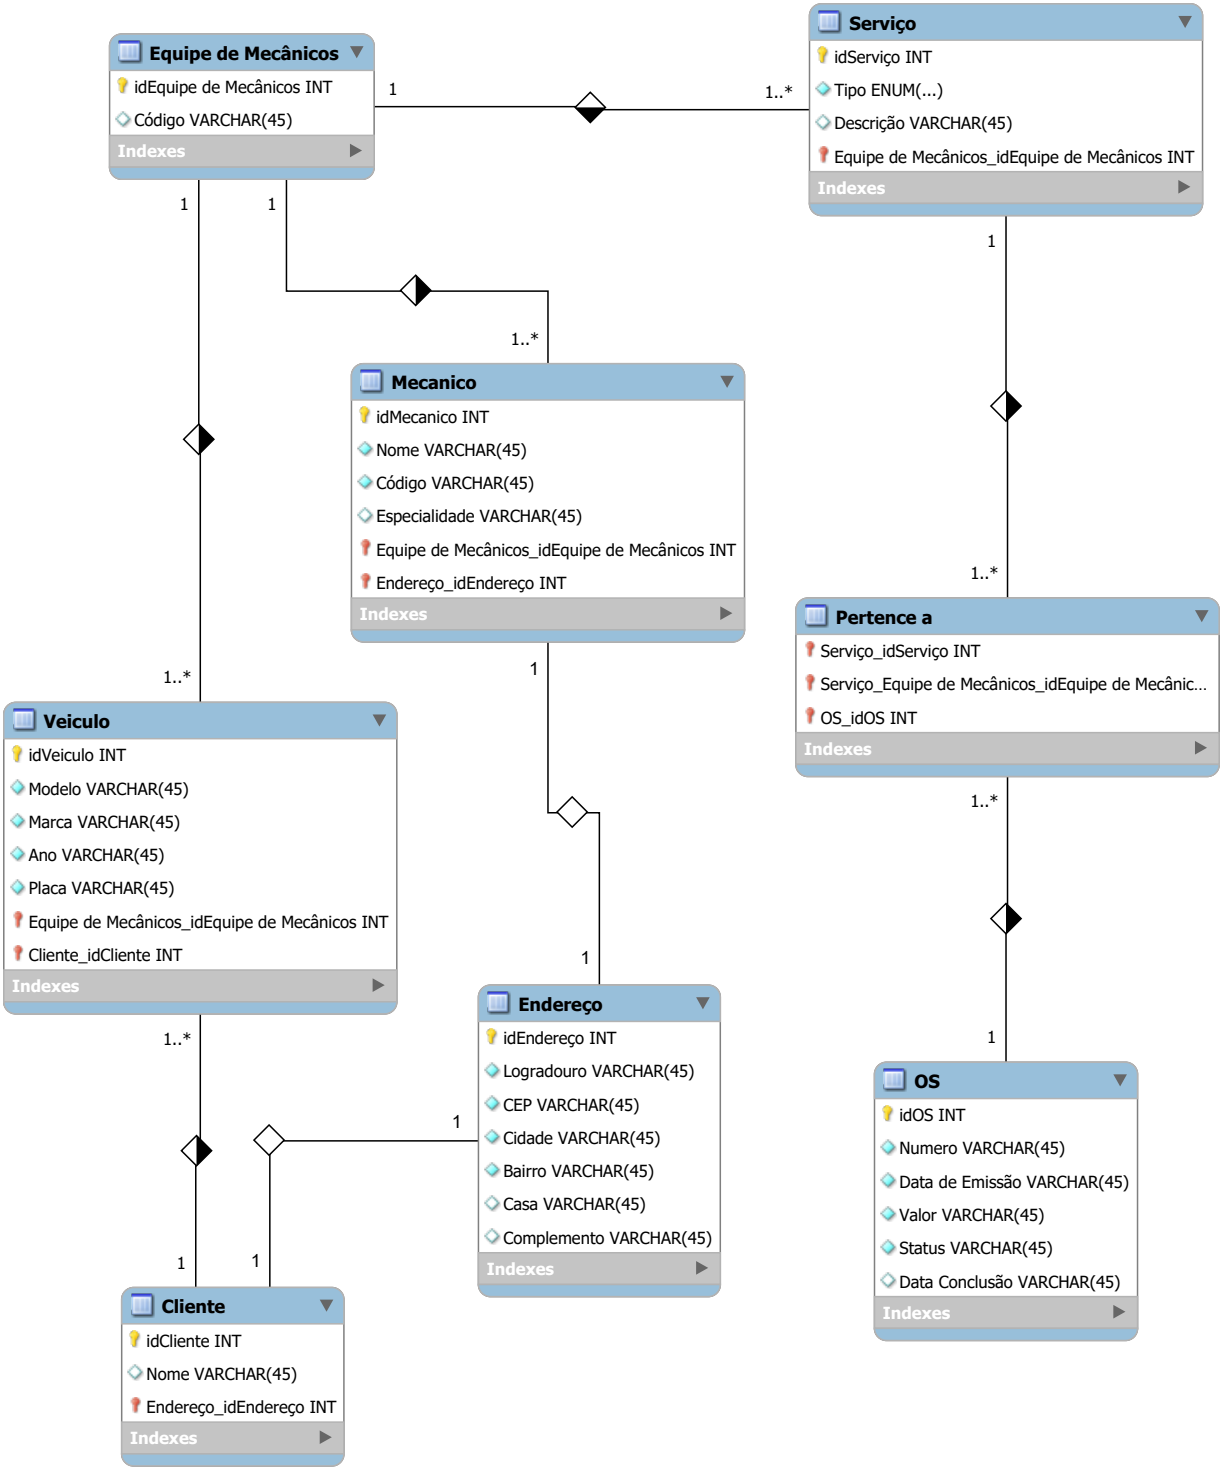 Equipe de Mecânicos
idEquipe de Mecânicos INT
Código VARCHAR(45)
Indexes
1
1..*
Serviço
idServiço INT
Tipo ENUM(...)
Descrição VARCHAR(45)
Equipe de Mecânicos_idEquipe de Mecânicos INT
Indexes
1
1
1
1..*
Mecanico
idMecanico INT
Nome VARCHAR(45)
Código VARCHAR(45)
Especialidade VARCHAR(45)
Equipe de Mecânicos_idEquipe de Mecânicos INT
Endereço_idEndereço INT
Indexes
1..*
Pertence a
Serviço_idServiço INT
Serviço_Equipe de Mecânicos_idEquipe de Mecânic...
OS_idOS INT
Indexes
1
1..*
Veiculo
idVeiculo INT
Modelo VARCHAR(45)
Marca VARCHAR(45)
Ano VARCHAR(45)
Placa VARCHAR(45)
Equipe de Mecânicos_idEquipe de Mecânicos INT
Cliente_idCliente INT
Indexes
1..*
1..*
1
Endereço
idEndereço INT
Logradouro VARCHAR(45)
CEP VARCHAR(45)
Cidade VARCHAR(45)
Bairro VARCHAR(45)
Casa VARCHAR(45)
Complemento VARCHAR(45)
Indexes
1
1
OS
idOS INT
Numero VARCHAR(45)
Data de Emissão VARCHAR(45)
Valor VARCHAR(45)
Status VARCHAR(45)
Data Conclusão VARCHAR(45)
Indexes
1
1
Cliente
idCliente INT
Nome VARCHAR(45)
Endereço_idEndereço INT
Indexes